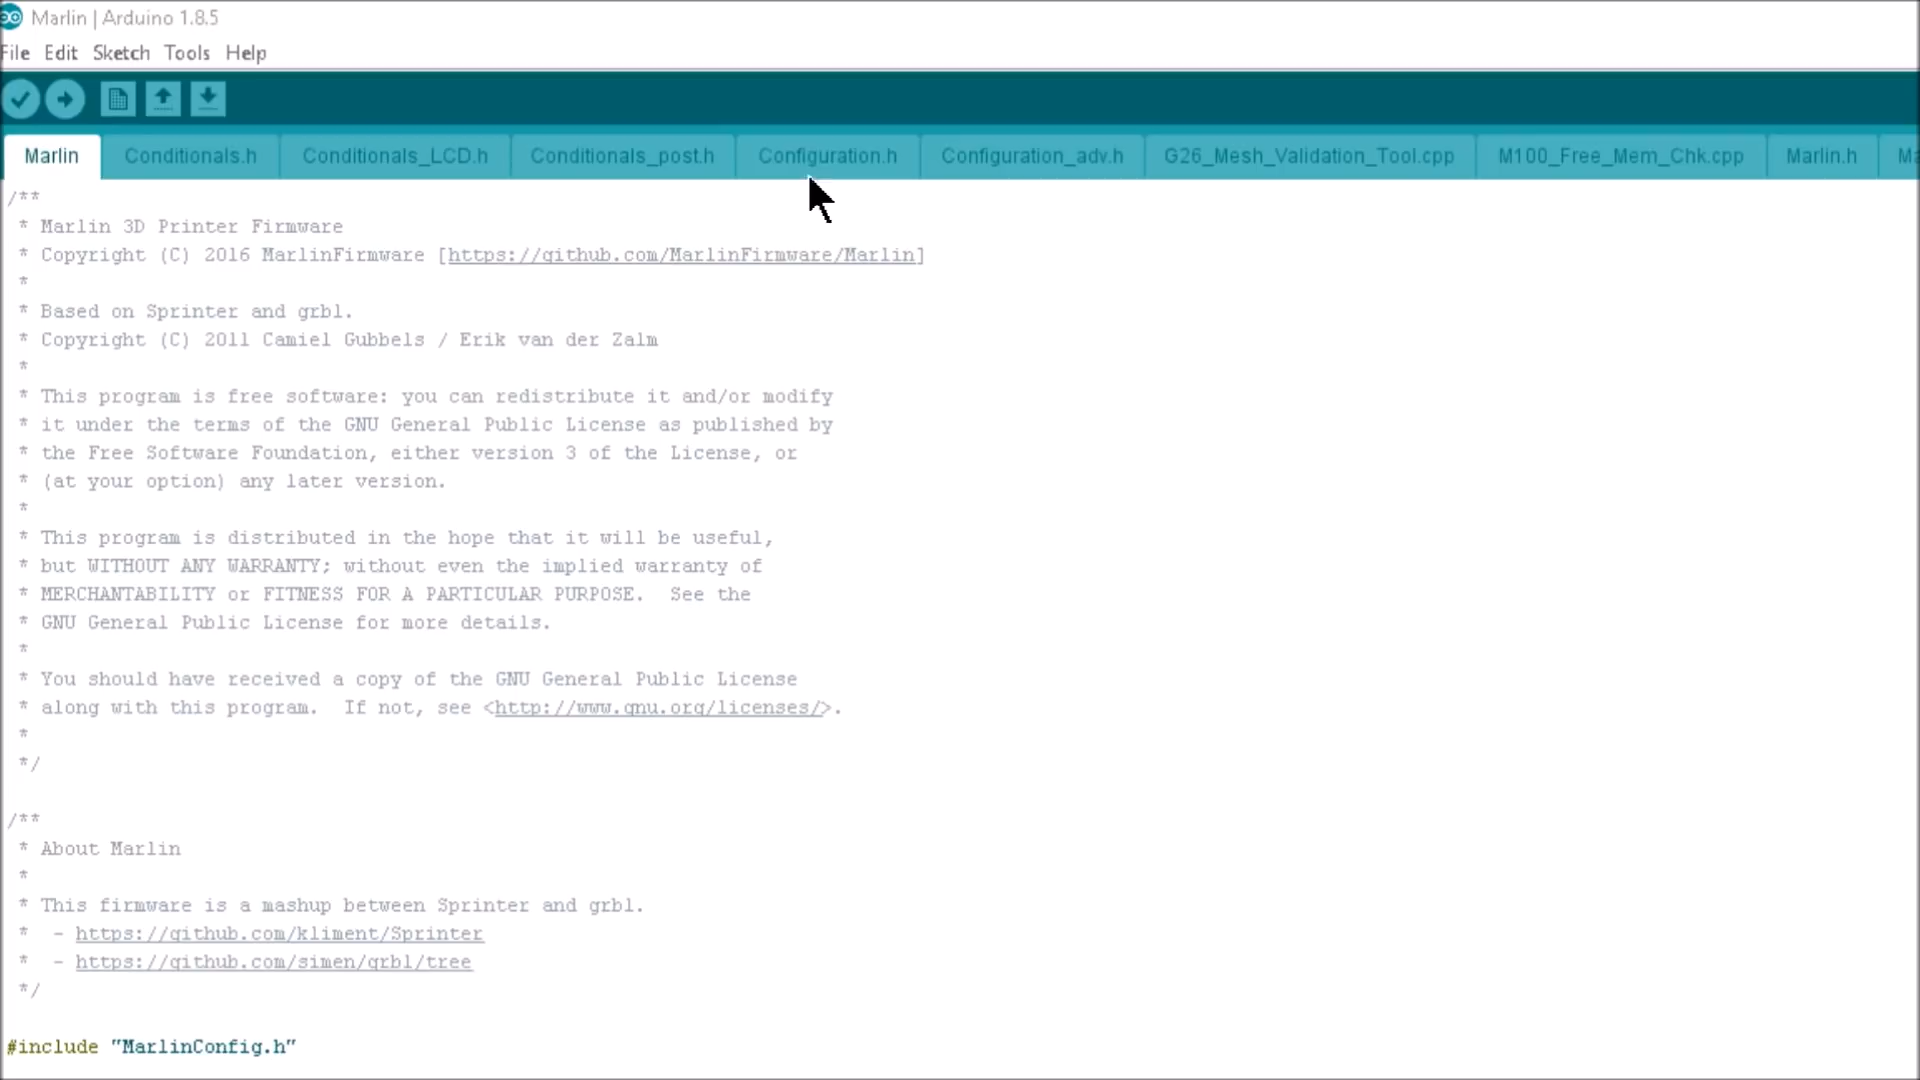 Marlin | Arduino 1.8.5
File Edit Sketch Tools Help
Marlin Conditionals.h Conditionals_LCD.h Conditionals_post.h Configuration.h Configuration_adv.h G26_Mesh_Validation_Tool.cpp M100_Free_Mem_Chk.cpp Marlin.h
/**
* Marlin 3D Printer Firmware
* Copyright (C) 2016 MarlinFirmware [https://github.com/MarlinFirmware/Marlin]
*
* Based on Sprinter and grbl.
* Copyright (C) 2011 Camiel Gubbels / Erik van der Zalm
*
* This program is free software: you can redistribute it and/or modify
* it under the terms of the GNU General Public License as published by
* the Free Software Foundation, either version 3 of the License, or
* (at your option) any later version.
*
* This program is distributed in the hope that it will be useful,
* but WITHOUT ANY WARRANTY; without even the implied warranty of
* MERCHANTABILITY or FITNESS FOR A PARTICULAR PURPOSE.  See the
* GNU General Public License for more details.
*
* You should have received a copy of the GNU General Public License
* along with this program.  If not, see <http://www.gnu.org/licenses/>.
*
*/
/**
* About Marlin
*
* This firmware is a mashup between Sprinter and grbl.
*  - https://github.com/kliment/Sprinter
*  - https://github.com/simen/grbl/tree
*/
#include "MarlinConfig.h"